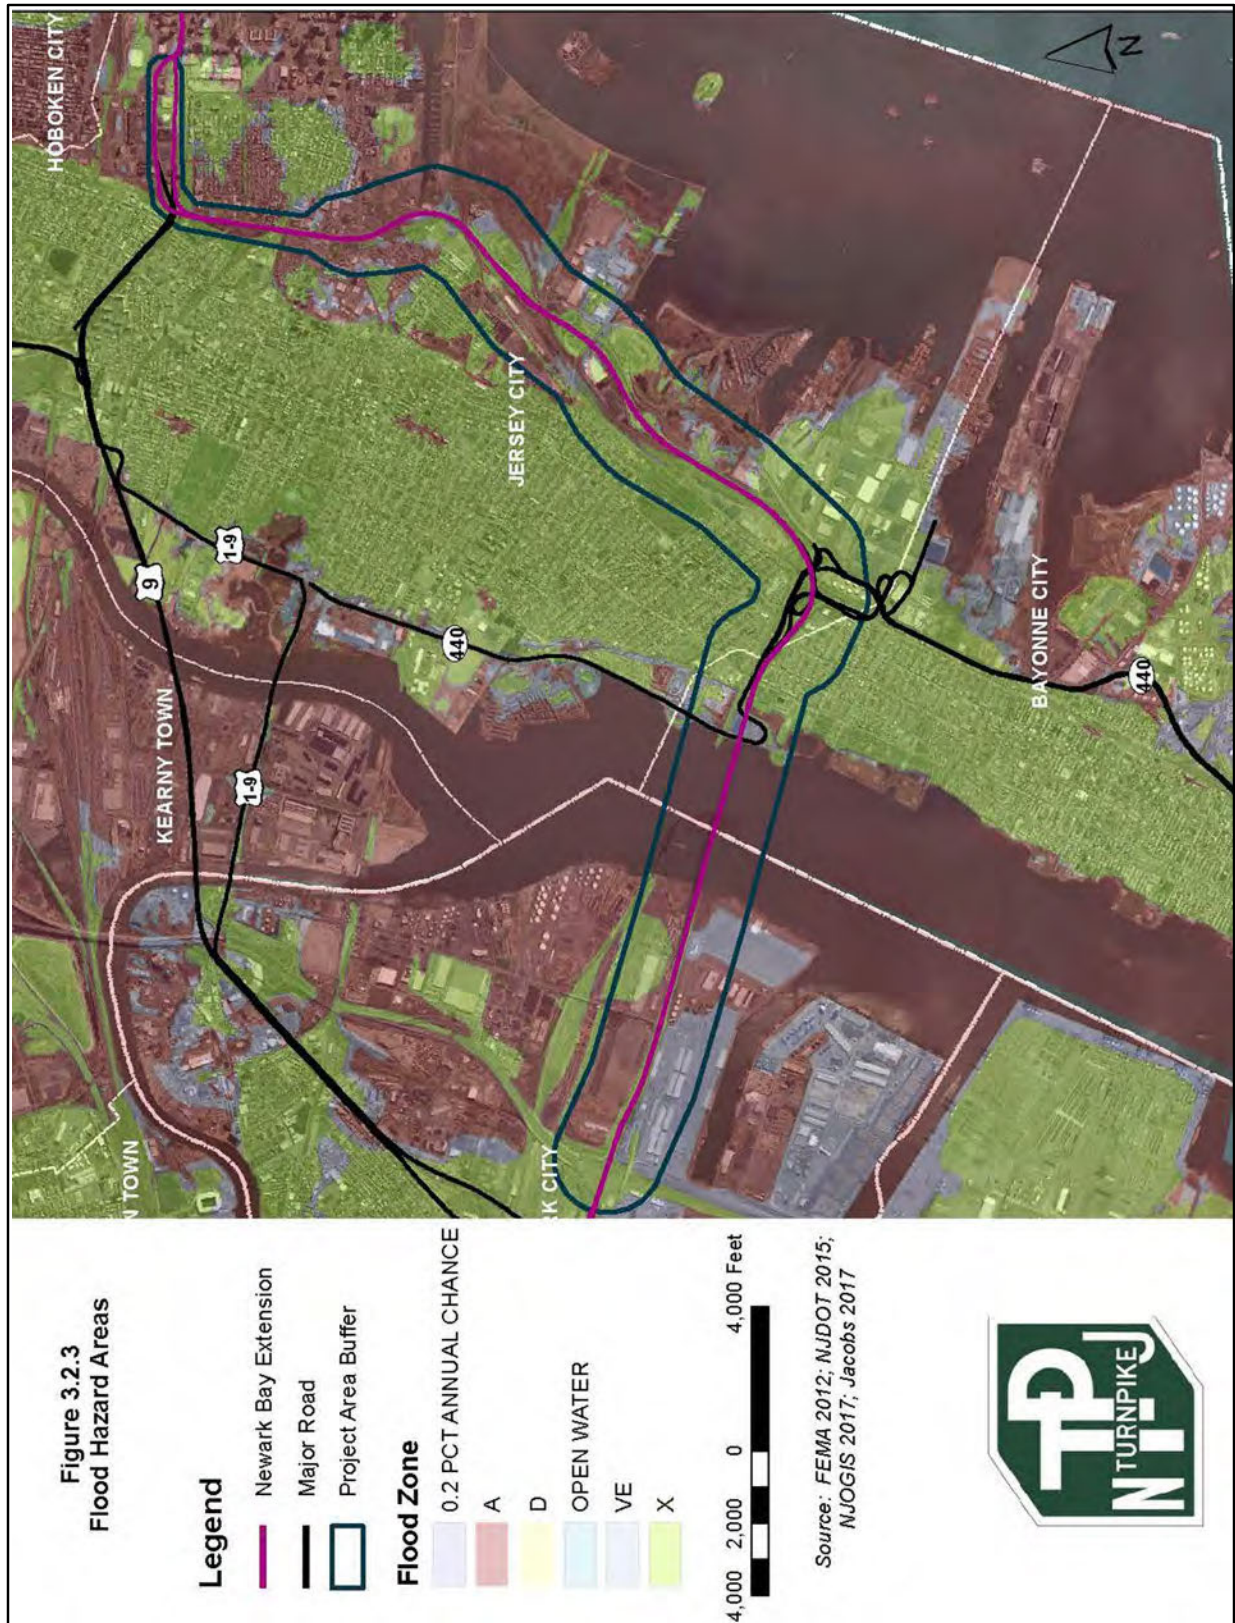 Figure 3.2.3
Flood Hazard Areas
Legend
Newark Bay Extension
Major Road
Project Area Buffer
Flood Zone
0.2 PCT ANNUAL CHANCE
A
D
OPEN WATER
VE
X
4,000 2,000 0 4,000 Feet
Source: FEMA 2012; NJDOT 2015;
NJOGIS 2017; Jacobs 2017
NJTP
TURNPIKE
N TOWN
RK CITY
KEARNY TOWN
HOBOKEN CITY
JERSEY CITY
BAYONNE CITY
9
1-9
1-9
440
440
N